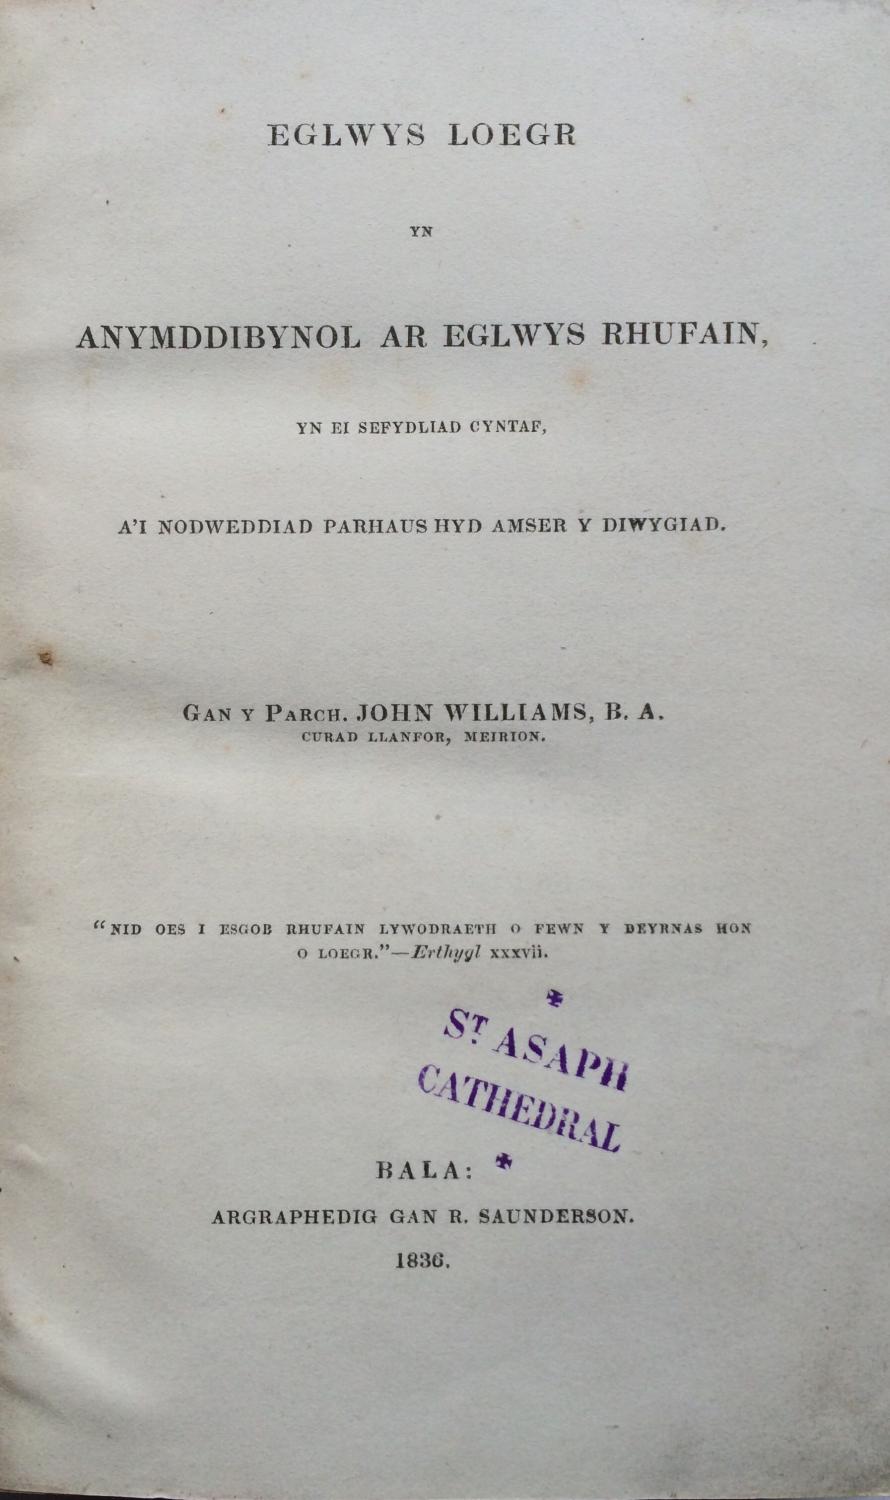 EGLWYS LOEGR
YN
ANYMDDIBYNOL AR EGLWYS RHUFAIN,
YN EI SEFYDLIAD CYNTAF,
A'I NODWEDDIAD PARHAUS HYD AMSER Y DIWYGIAD.
GAN Y PARCH. JOHN WILLIAMS, B. A.
CURAD LLANFOR, MEIRION.
"NID OES I ESGOB RHUFAIN LYWODRAETH O FEWN Y DEYRNAS HON
O LOEGR."—Erthygl xxxvii.
ST ASAPH
CATHEDRAL
BALA:
ARGRAPHEDIG GAN R. SAUNDERSON.
1836.